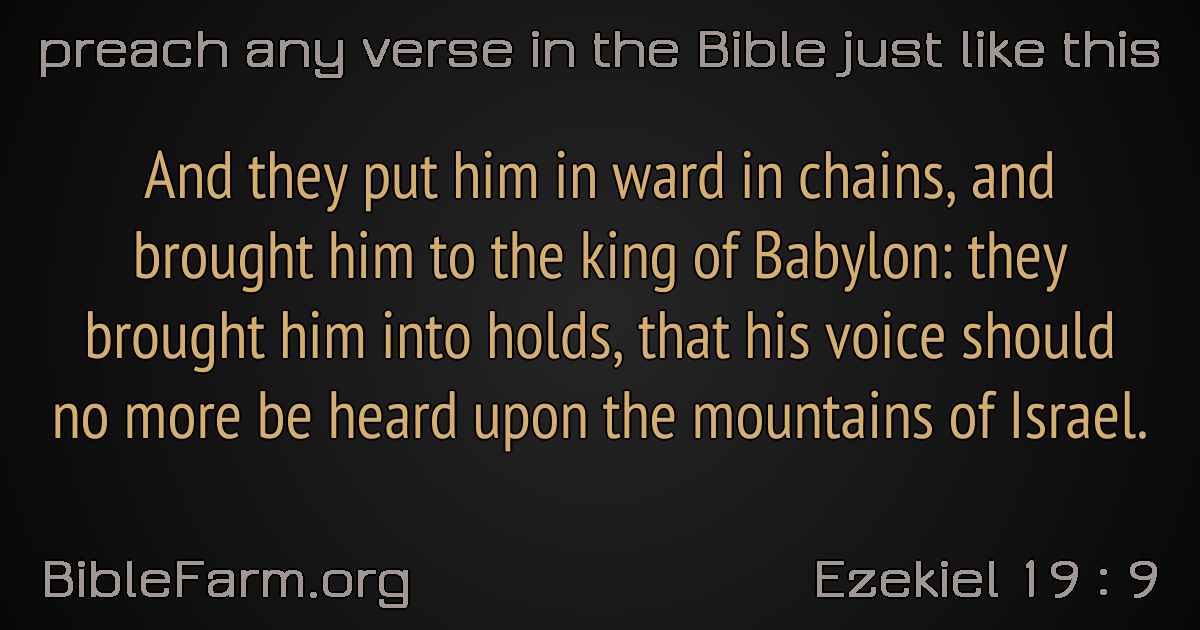 preach any verse in the Bible just like this
And they put him in ward in chains, and
brought him to the king of Babylon: they
brought him into holds, that his voice should
no more be heard upon the mountains of Israel.
BibleFarm.org
Ezekiel 19 : 9